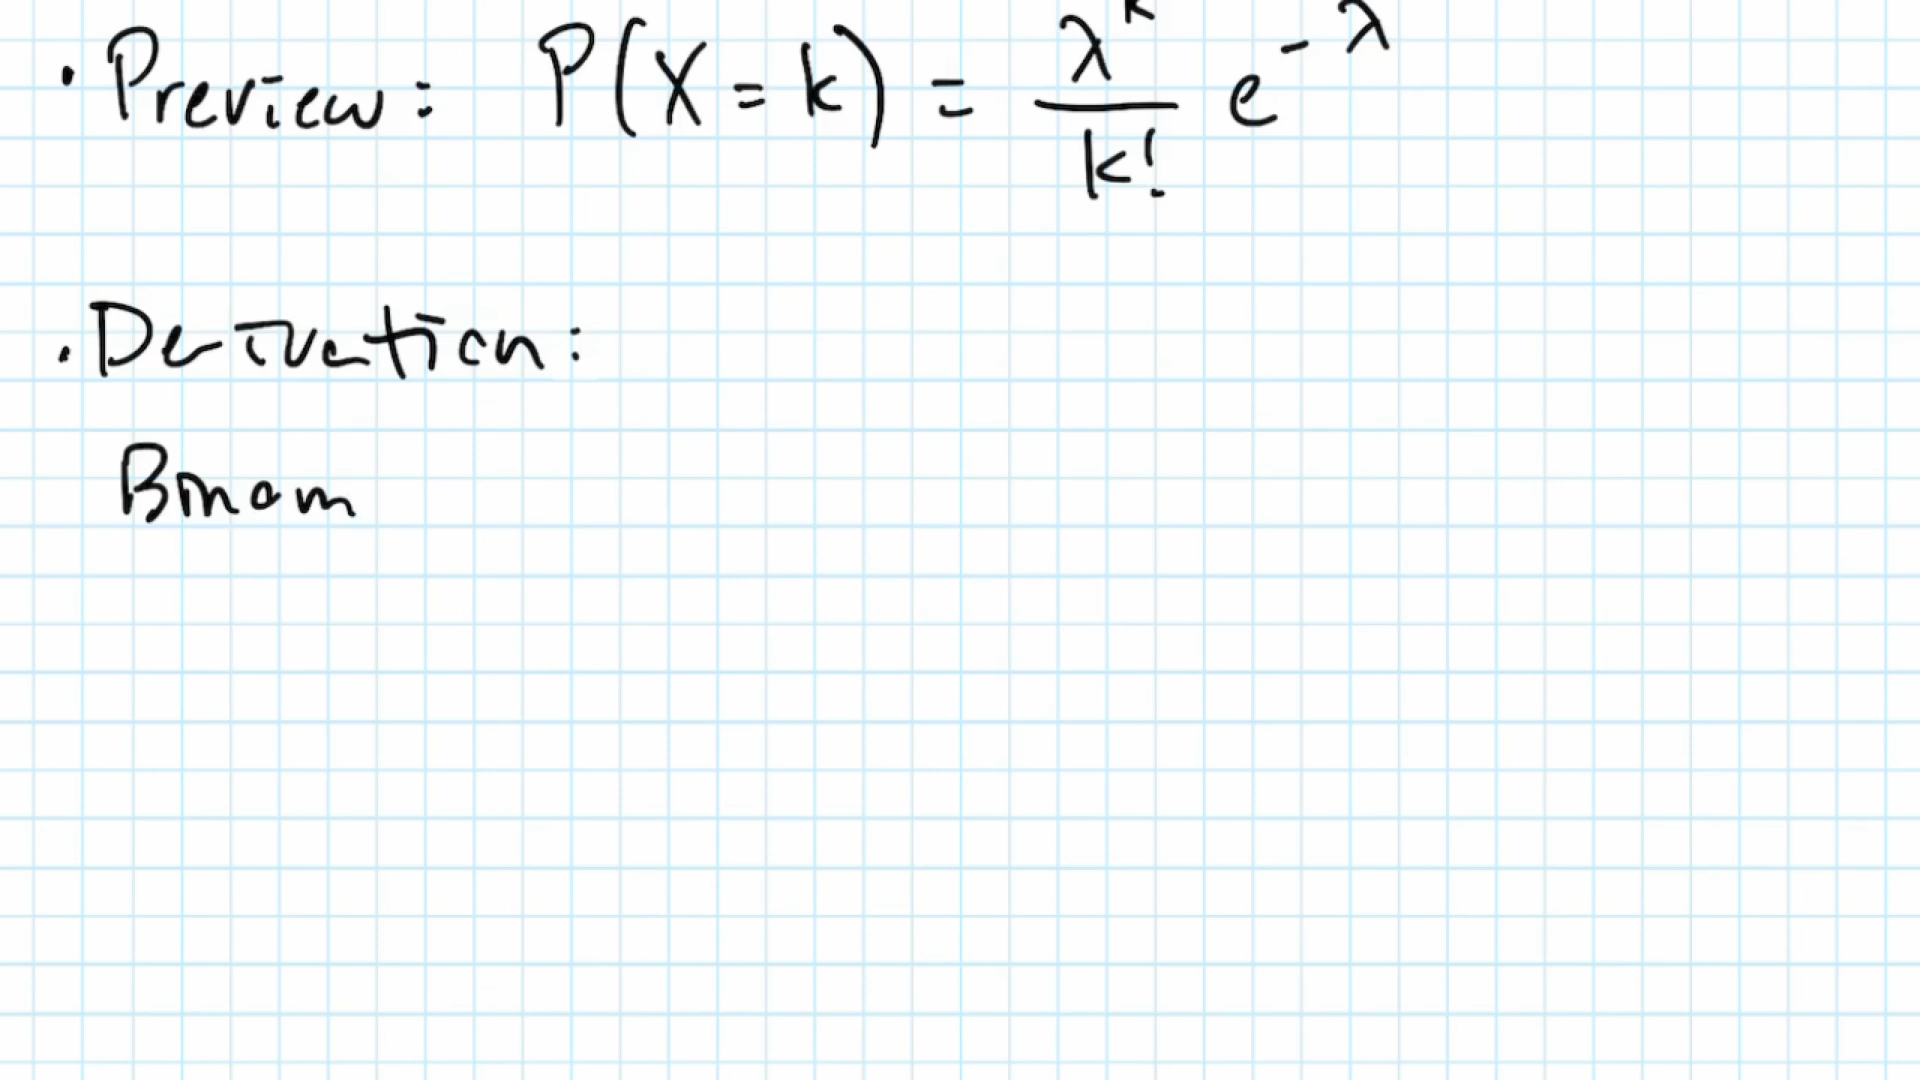 · Preview: P(X = k) = λ^k / k! e^-λ
· Derivation:
Binom